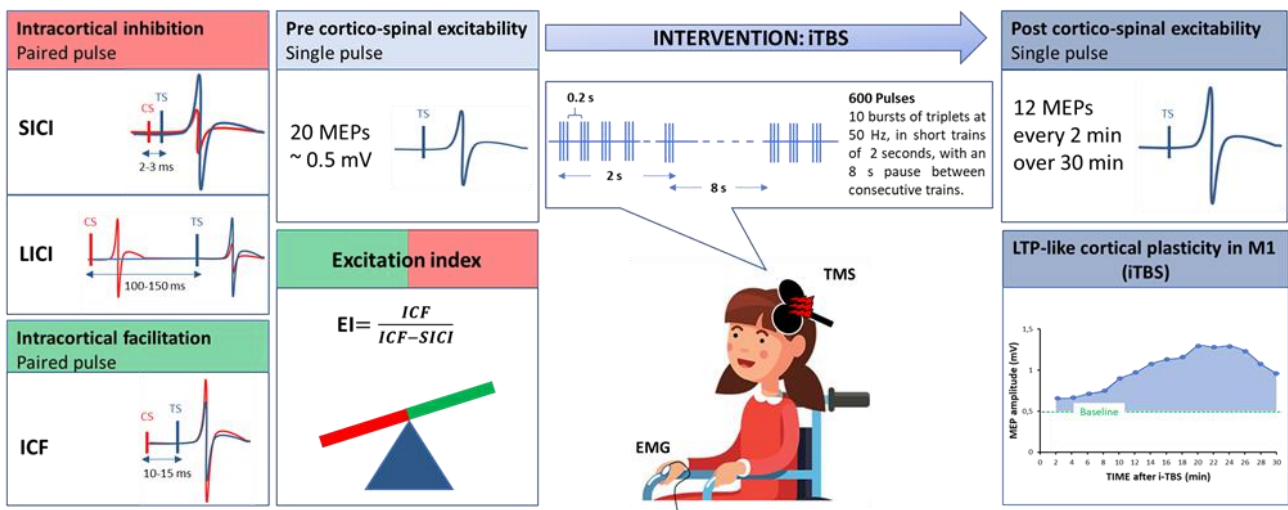 Intracortical inhibition
Paired pulse
SICI
CS
TS
2-3 ms
LICI
CS
TS
100-150 ms
Intracortical facilitation
Paired pulse
ICF
CS
TS
10-15 ms
Pre cortico-spinal excitability
Single pulse
20 MEPs
~ 0.5 mV
TS
Excitation index
EI= ICF
ICF−SICI
INTERVENTION: iTBS
0.2 s
2 s
8 s
600 Pulses
10 bursts of triplets at
50 Hz, in short trains
of 2 seconds, with an
8 s pause between
consecutive trains.
TMS
EMG
Post cortico-spinal excitability
Single pulse
12 MEPs
every 2 min
over 30 min
TS
LTP-like cortical plasticity in M1
(iTBS)
MEP amplitude (mV)
1,5
1
0,5
0
Baseline
0 2 4 6 8 10 12 14 16 18 20 22 24 26 28 30
TIME after i-TBS (min)